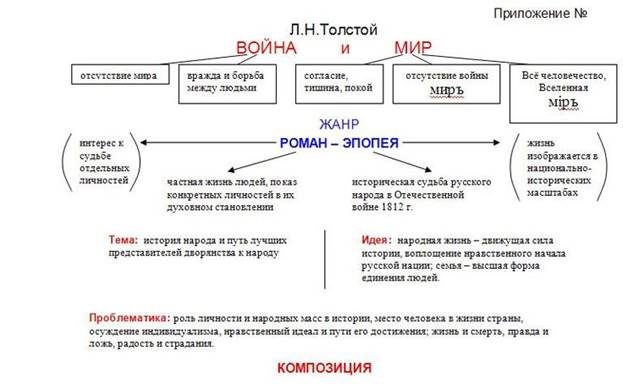 Приложение №
Л.Н.Толстой
ВОЙНА и МИР
отсутствие мира
вражда и борьба
между людьми
согласие,
тишина, покой
отсутствие войны
миръ
Всё человечество,
Вселенная
мiръ
ЖАНР
РОМАН – ЭПОПЕЯ
интерес к
судьбе
отдельных
личностей
жизнь
изображается в
национально-
исторических
масштабах
частная жизнь людей, показ
конкретных личностей в их
духовном становлении
историческая судьба русского
народа в Отечественной
войне 1812 г.
Тема: история народа и путь лучших
представителей дворянства к народу
Идея: народная жизнь – движущая сила
истории, воплощение нравственного начала
русской нации; семья – высшая форма
единения людей.
Проблематика: роль личности и народных масс в истории, место человека в жизни страны,
осуждение индивидуализма, нравственный идеал и пути его достижения; жизнь и смерть, правда и
ложь, радость и страдания.
КОМПОЗИЦИЯ